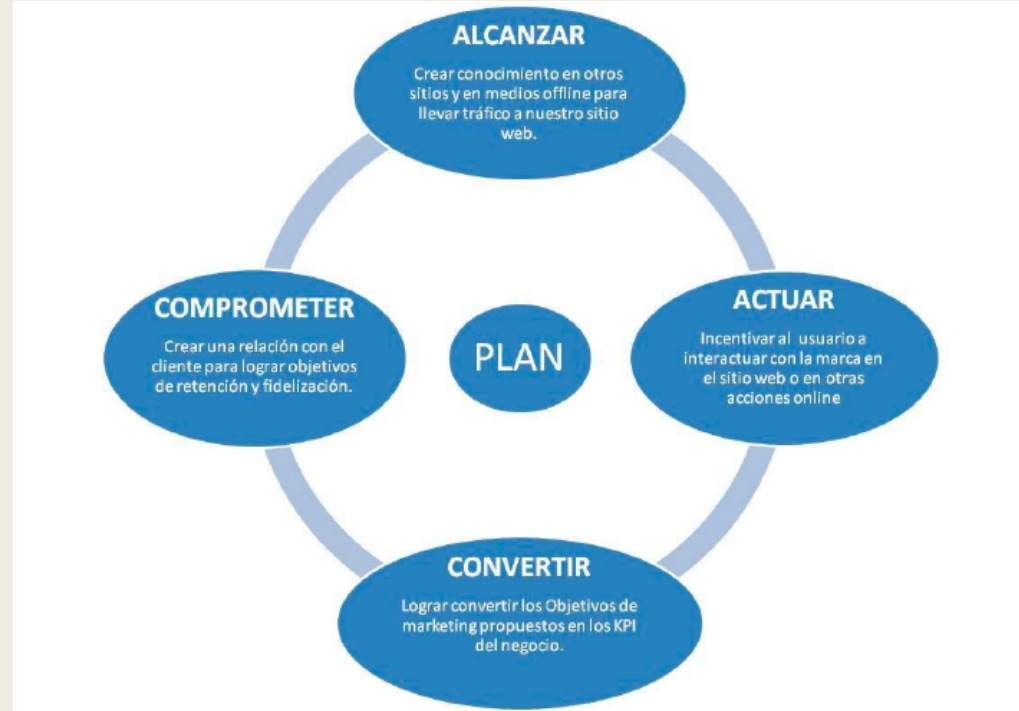 ALCANZAR
Crear conocimiento en otros
sitios y en medios offline para
llevar tráfico a nuestro sitio
web.
COMPROMETER
Crear una relación con el
cliente para lograr objetivos
de retención y fidelización.
PLAN
ACTUAR
Incentivar al usuario a
interactuar con la marca en
el sitio web o en otras
acciones online
CONVERTIR
Lograr convertir los Objetivos de
marketing propuestos en los KPI
del negocio.